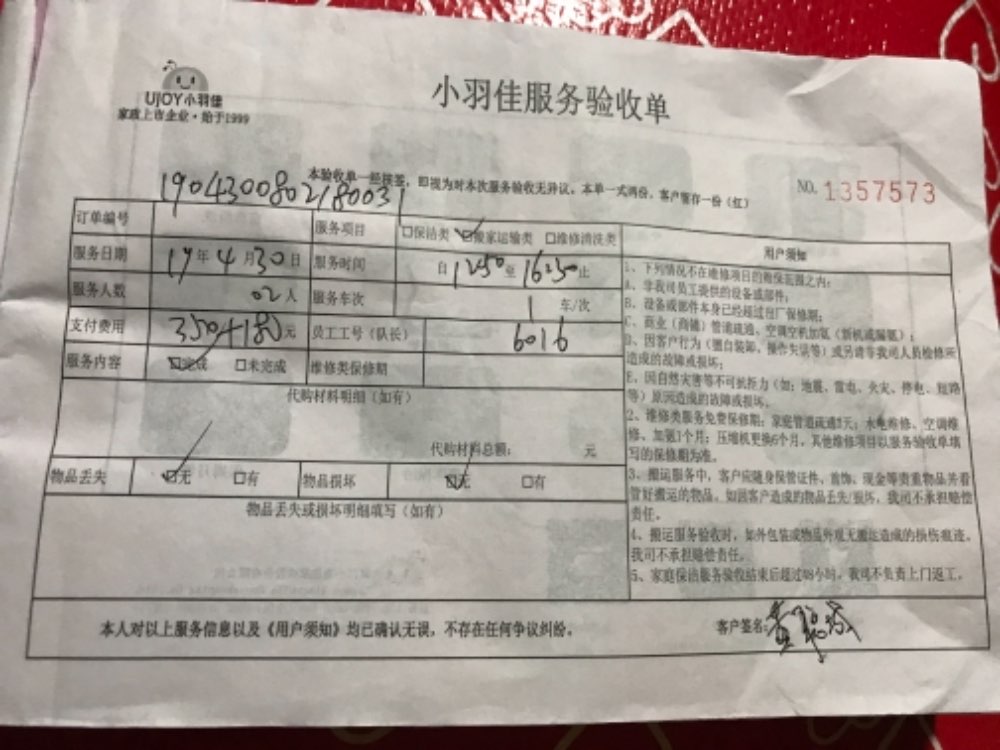 UJOY小羽佳
家政上市企业·始于1999
小羽佳服务验收单
本验收单一经接签，即视为对本次服务验收无异议。本单一式两份，客户留存一份（红）
NO. 1357573
190430080218003
订单编号
服务项目 □保洁类 ☑搬家运输类 □维修清洗类
服务日期 19年4月30日 服务时间 自1250至1630止
服务人数 02人 服务车次 1 车/次
支付费用 350+180元 员工工号（队长） 6016
服务内容 ☑完成 □未完成 维修类保修期
代购材料明细（如有）
代购材料总额： 元
物品丢失 ☑无 □有 物品损坏 ☑无 □有
物品丢失或损坏明细填写（如有）
用户须知
1、下列情况不在维修项目的质保范围之内：
A、非我司员工提供的设备或部件；
B、设备或部件本身已经超过出厂保修期；
C、商业（商铺）管道疏通，空调空机加氨（新机或漏氨）；
D、因客户行为（擅自装卸，操作失误等）或另请非我司人员检修所
造成的故障或损坏；
E、因自然灾害等不可抗拒力（如：地震、雷电、火灾、停电、短路
等）原因造成的故障或损坏。
2、维修类服务免费保修期：家庭管道疏通5天；水电维修、空调维
修、加氨1个月；压缩机更换6个月，其他维修项目以服务验收单填
写的保修期为准。
3、搬运服务中，客户应随身保管证件、首饰、现金等贵重物品并看
管好搬运的物品。如因客户造成的物品丢失/损坏，我司不承担赔偿
责任。
4、搬运服务验收时，如外包装或物品外观无搬运造成的损伤痕迹，
我司不承担赔偿责任。
5、家庭保洁服务验收结束后超过48小时，我司不负责上门返工。
本人对以上服务信息以及《用户须知》均已确认无误，不存在任何争议纠纷。
客户签名：